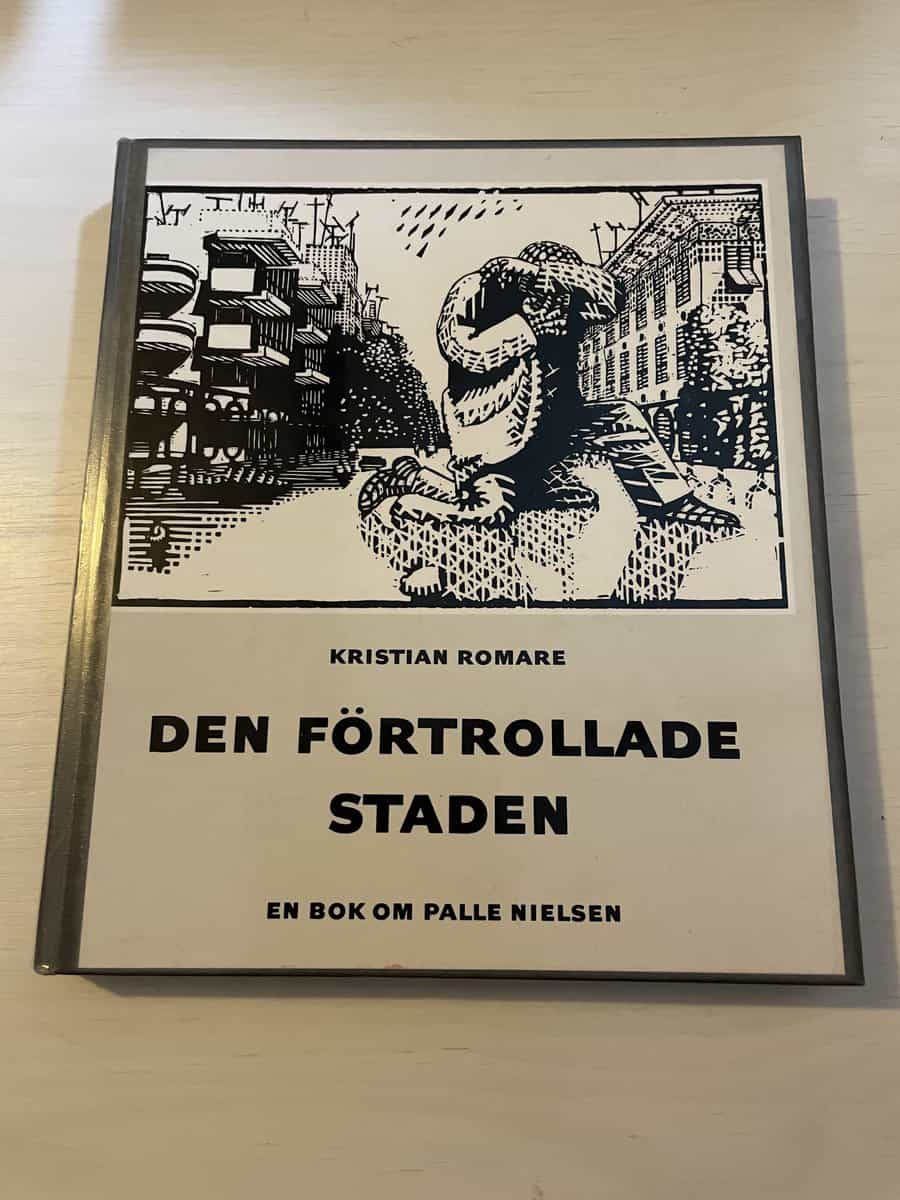 KRISTIAN ROMARE
DEN FÖRTROLLADE
STADEN
EN BOK OM PALLE NIELSEN